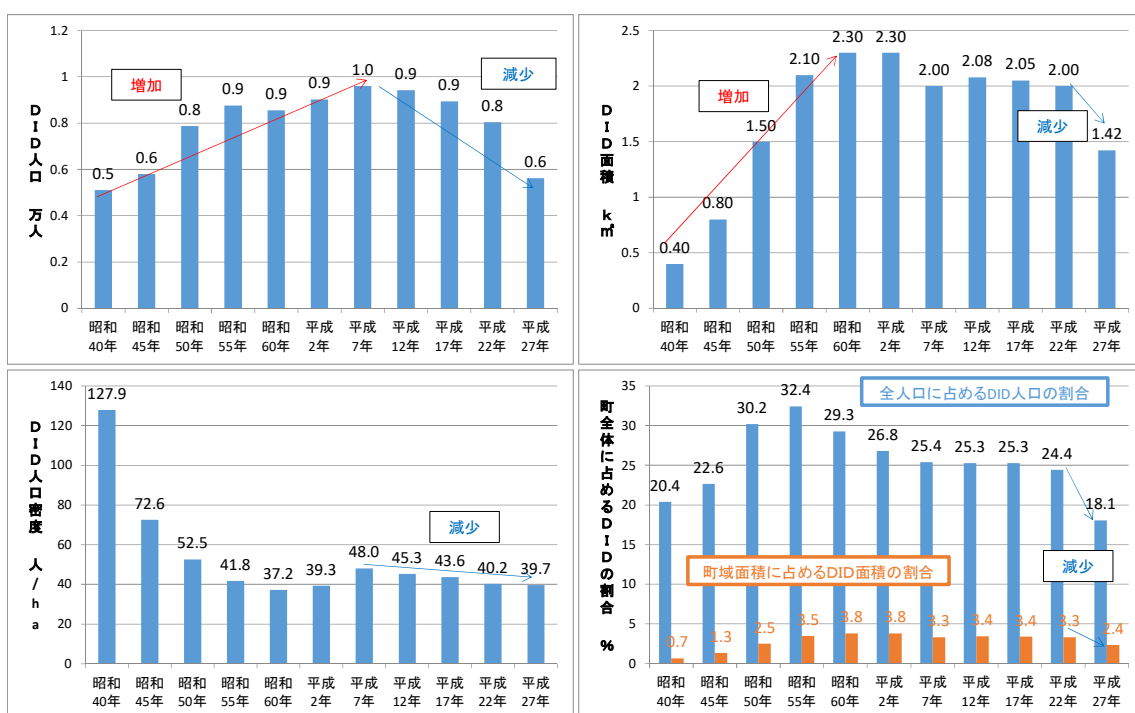 DID人口 万人
1.2
1
0.8
0.6
0.4
0.2
0
増加
減少
0.5
0.6
0.8
0.9
0.9
0.9
1.0
0.9
0.9
0.8
0.6
昭和40年
昭和45年
昭和50年
昭和55年
昭和60年
平成2年
平成7年
平成12年
平成17年
平成22年
平成27年
DID面積 k㎡
2.5
2
1.5
1
0.5
0
増加
減少
0.40
0.80
1.50
2.10
2.30
2.30
2.00
2.08
2.05
2.00
1.42
昭和40年
昭和45年
昭和50年
昭和55年
昭和60年
平成2年
平成7年
平成12年
平成17年
平成22年
平成27年
DID人口密度 人/ha
140
120
100
80
60
40
20
0
減少
127.9
72.6
52.5
41.8
37.2
39.3
48.0
45.3
43.6
40.2
39.7
昭和40年
昭和45年
昭和50年
昭和55年
昭和60年
平成2年
平成7年
平成12年
平成17年
平成22年
平成27年
町全体に占めるDIDの割合 %
35
30
25
20
15
10
5
0
全人口に占めるDID人口の割合
町域面積に占めるDID面積の割合
減少
20.4
22.6
30.2
32.4
29.3
26.8
25.4
25.3
25.3
24.4
18.1
0.7
1.3
2.5
3.5
3.8
3.8
3.3
3.4
3.4
3.3
2.4
昭和40年
昭和45年
昭和50年
昭和55年
昭和60年
平成2年
平成7年
平成12年
平成17年
平成22年
平成27年